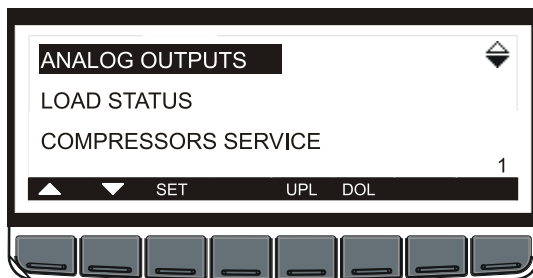 ANALOG OUTPUTS
LOAD STATUS
COMPRESSORS SERVICE
1
SET UPL DOL